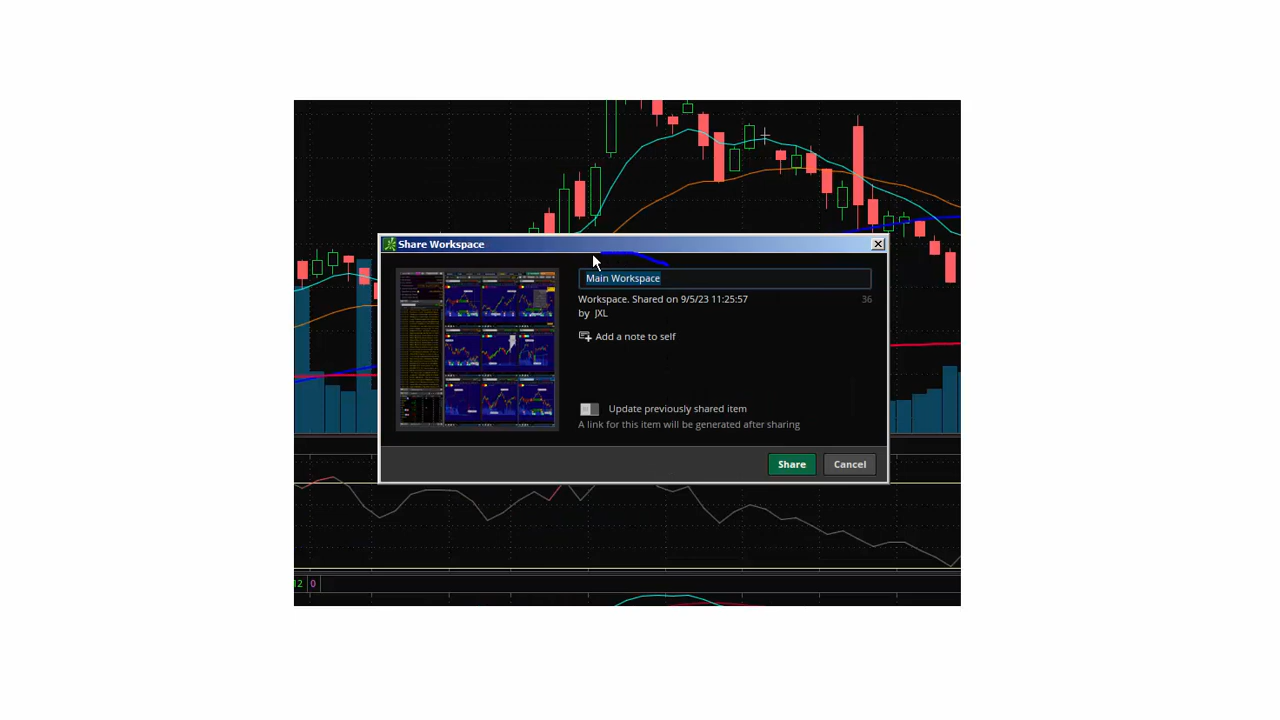 Share Workspace
Main Workspace
Workspace. Shared on 9/5/23 11:25:57
36
by JXL
Add a note to self
Update previously shared item
A link for this item will be generated after sharing
Share
Cancel
12
0